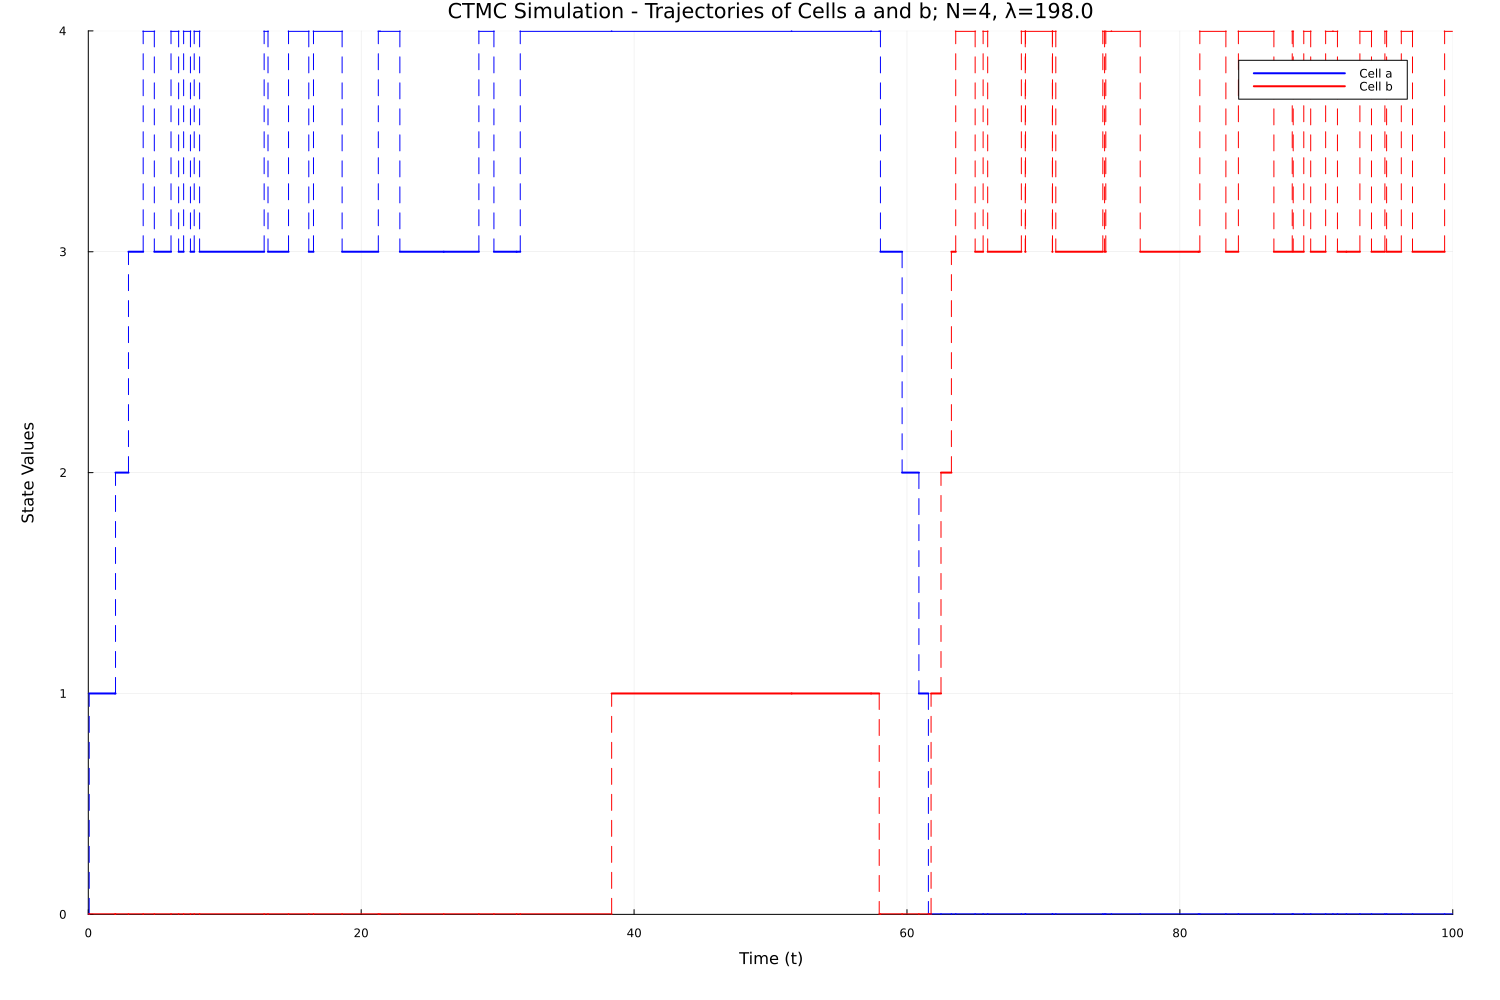 CTMC Simulation - Trajectories of Cells a and b; N=4, λ=198.0
4
Cell a
Cell b
3
State Values
2
1
0
0 20 40 60 80 100
Time (t)